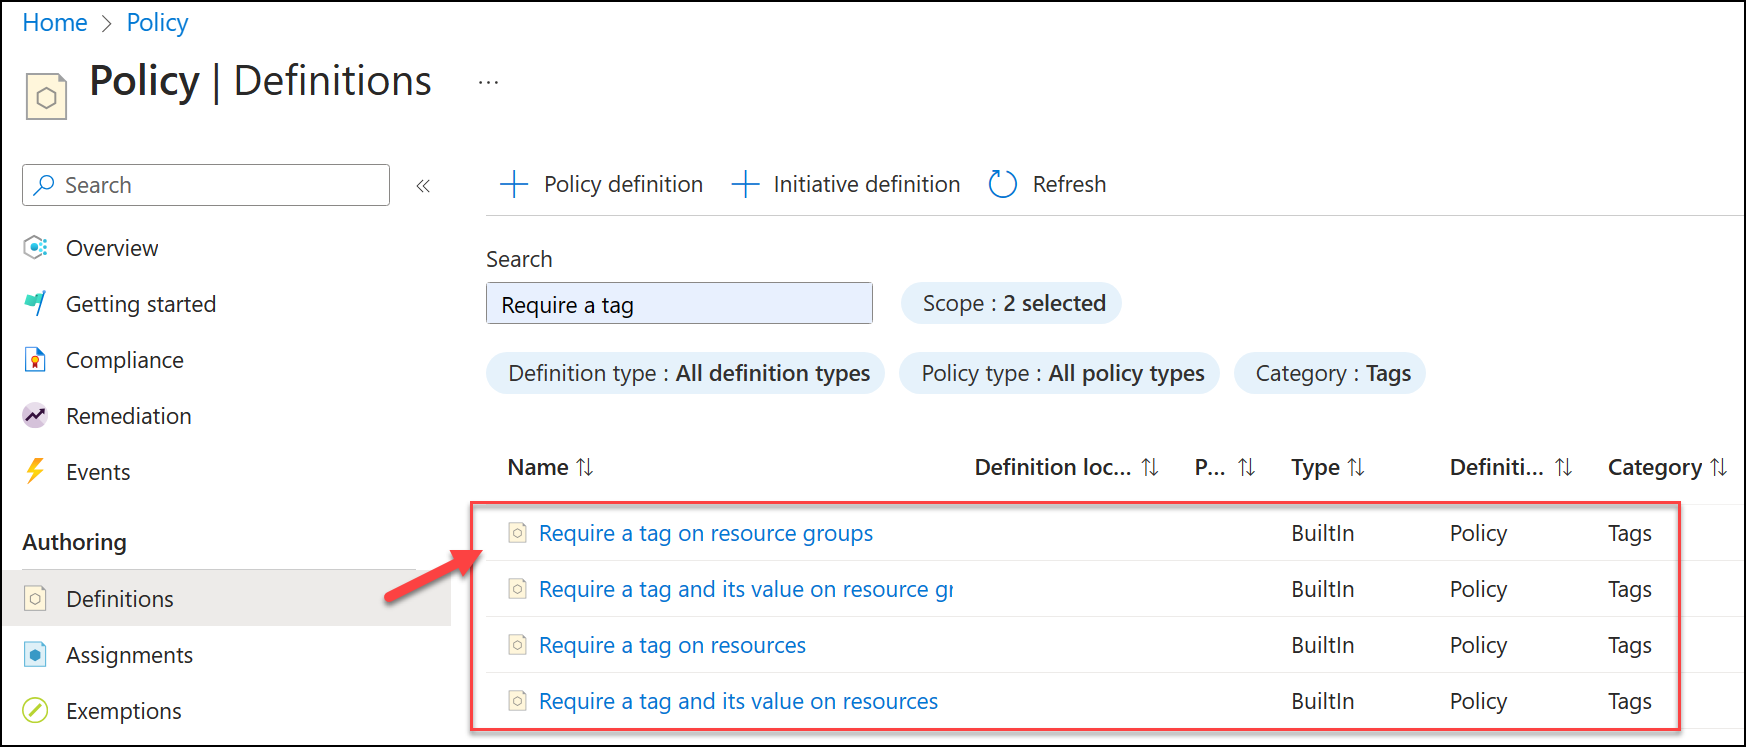 Home > Policy
Policy | Definitions ...
Search «
Overview
Getting started
Compliance
Remediation
Events
Authoring
Definitions
Assignments
Exemptions
Policy definition Initiative definition Refresh
Search
Require a tag Scope : 2 selected
Definition type : All definition types Policy type : All policy types Category : Tags
Name Definition loc... P... Type Definiti... Category
Require a tag on resource groups BuiltIn Policy Tags
Require a tag and its value on resource gr BuiltIn Policy Tags
Require a tag on resources BuiltIn Policy Tags
Require a tag and its value on resources BuiltIn Policy Tags